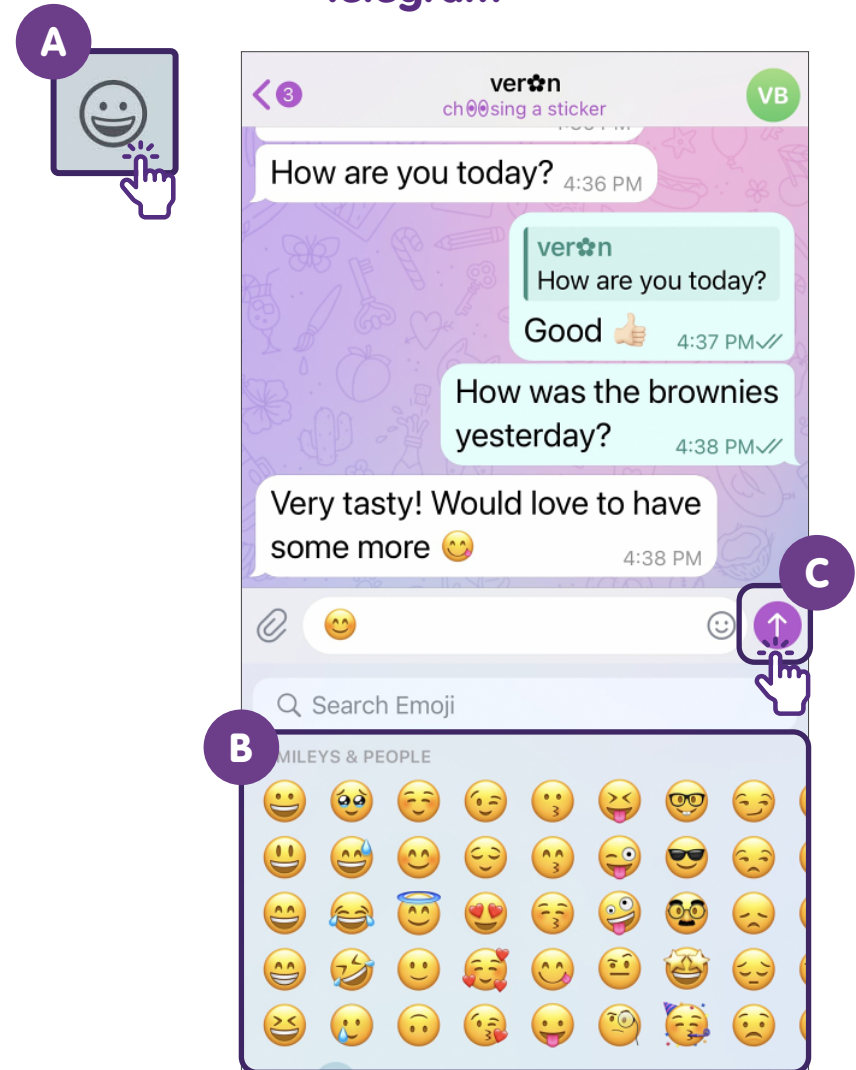 A
3
ver✿n
choosing a sticker
VB
How are you today? 4:36 PM
ver✿n
How are you today?
Good 👍🏻 4:37 PM
How was the brownies
yesterday? 4:38 PM
Very tasty! Would love to have
some more 😋 4:38 PM
C
😊
Search Emoji
B
MILEYS & PEOPLE